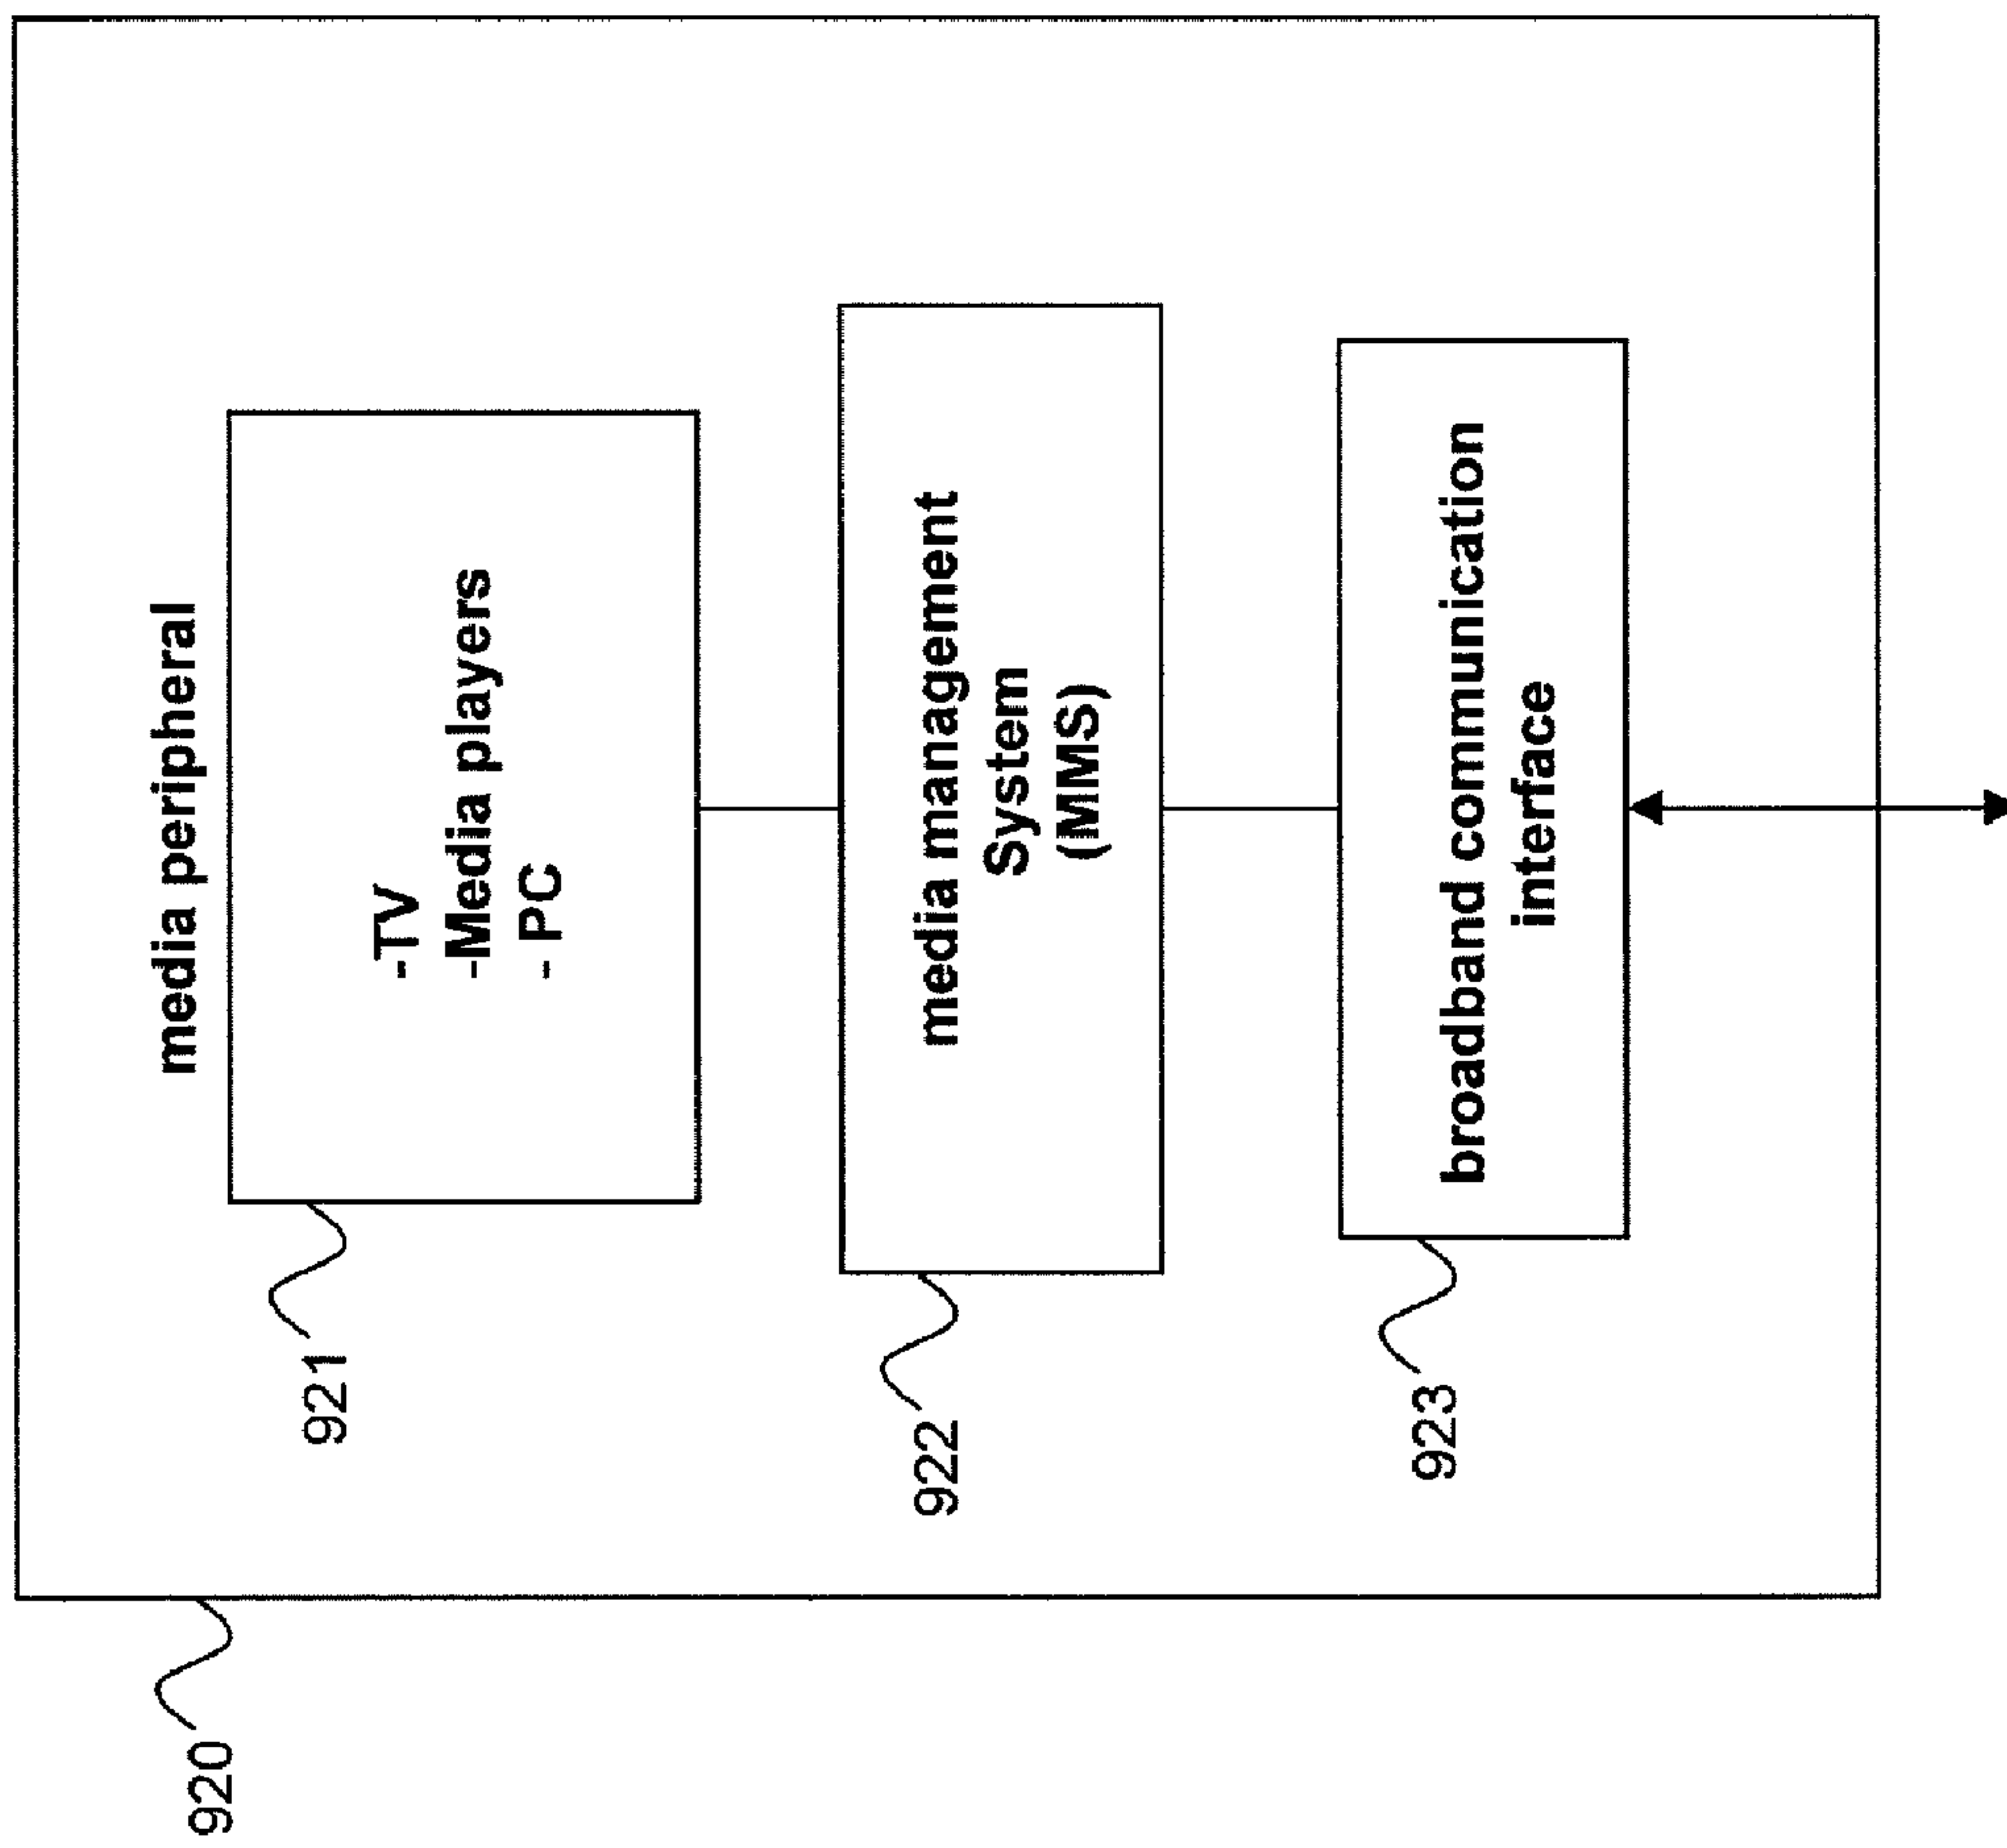 media peripheral
-TV
-Media players
- PC
921
media management
System
(MMS)
922
broadband communication
interface
923
920